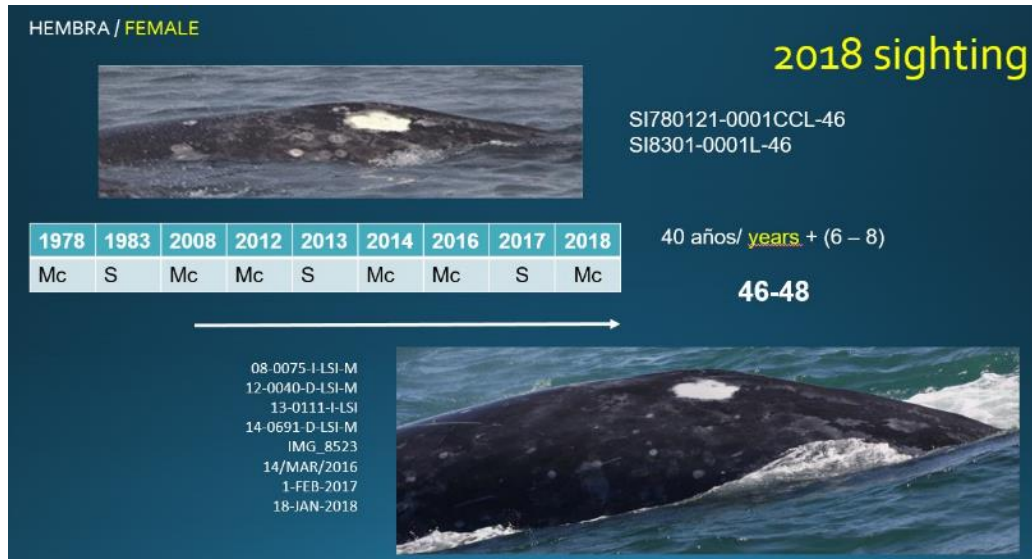 HEMBRA / FEMALE
2018 sighting
SI780121-0001CCL-46
SI8301-0001L-46
1978 1983 2008 2012 2013 2014 2016 2017 2018
Mc S Mc Mc S Mc Mc S Mc
40 años/ years + (6 – 8)
46-48
08-0075-I-LSI-M
12-0040-D-LSI-M
13-0111-I-LSI
14-0691-D-LSI-M
IMG_8523
14/MAR/2016
1-FEB-2017
18-JAN-2018